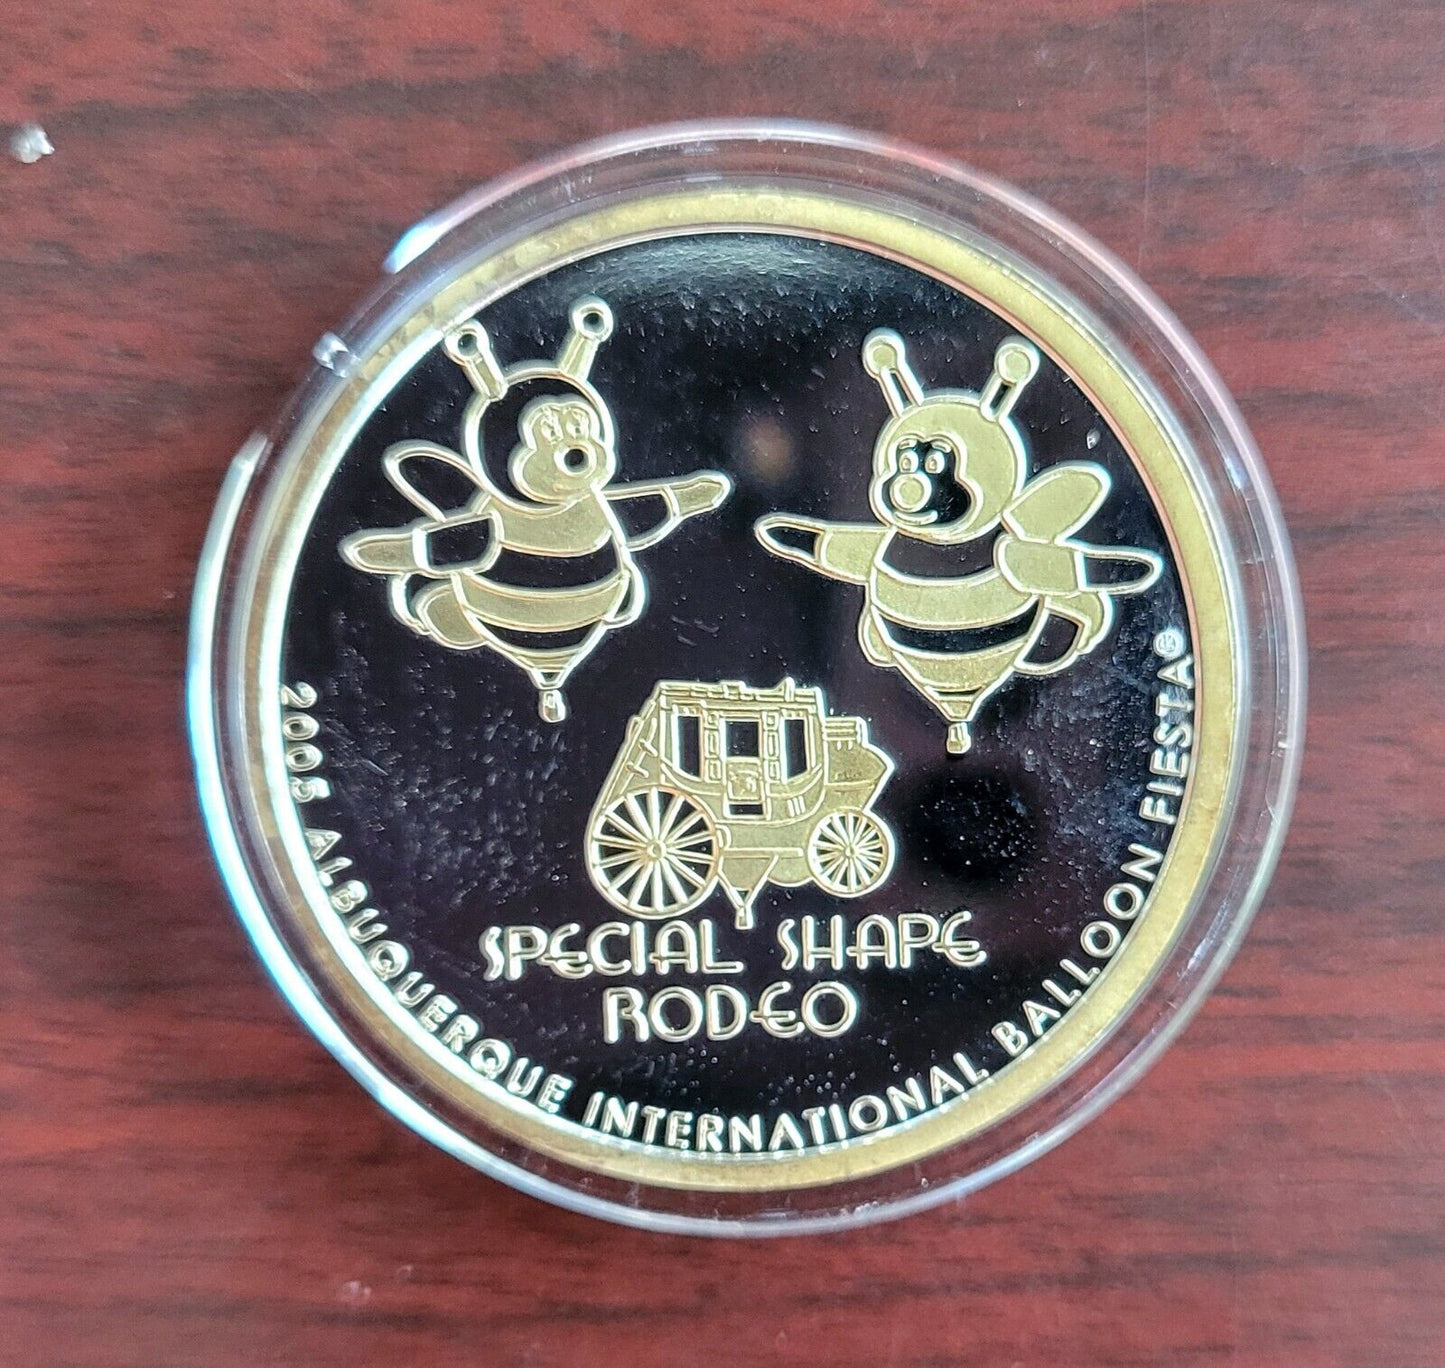 SPECIAL SHAPE
RODEO
2005 ALBUQUERQUE INTERNATIONAL BALLOON FIESTA®